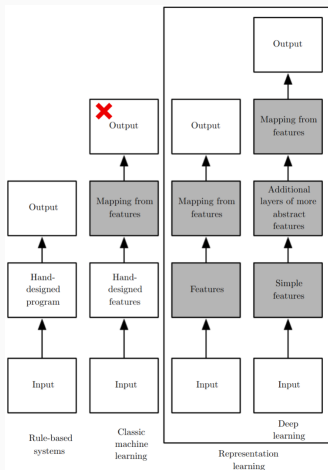 Output
Output
Output
Mapping from
features
Output
Mapping from
features
Mapping from
features
Additional
layers of more
abstract
features
Hand-
designed
program
Hand-
designed
features
Features
Simple
features
Input
Input
Input
Input
Rule-based
systems
Classic
machine
learning
Deep
learning
Representation
learning